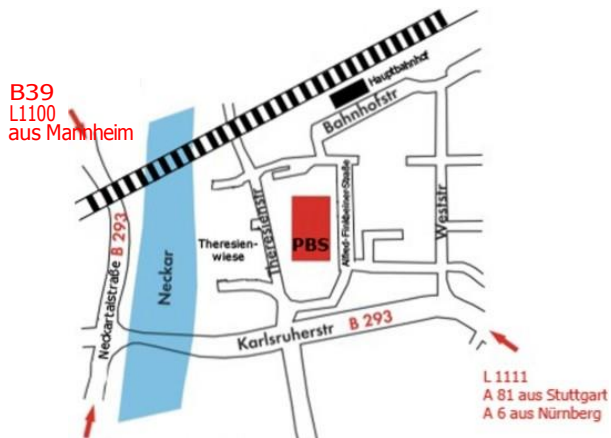 B39
L1100
aus Mannheim
Hauptbahnhof
Bahnhofstr
Neckartalstraße B 293
Neckar
Theresien-
wiese
Theresienstr
PBS
Alfred-Finkbeiner-Straße
Weststr
Karlsruherstr B 293
L 1111
A 81 aus Stuttgart
A 6 aus Nürnberg